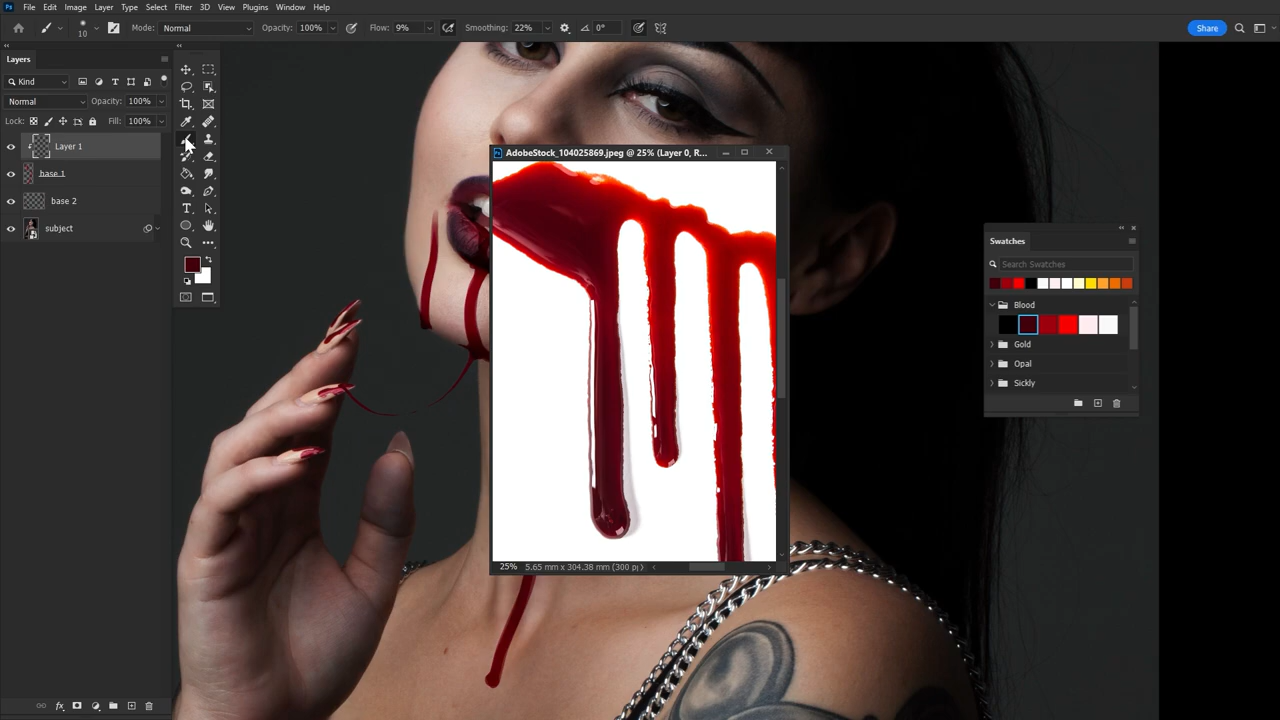 Ps File Edit Image Layer Type Select Filter 3D View Plugins Window Help
10 Mode: Normal Opacity: 100% Flow: 9% Smoothing: 22% 0° Share
Layers
Kind
Normal Opacity: 100%
Lock: Fill: 100%
Layer 1
base 1
base 2
subject
AdobeStock_104025869.jpeg @ 25% (Layer 0, R...
25% 5.65 mm x 304.38 mm (300 p
Swatches
Search Swatches
Blood
Gold
Opal
Sickly